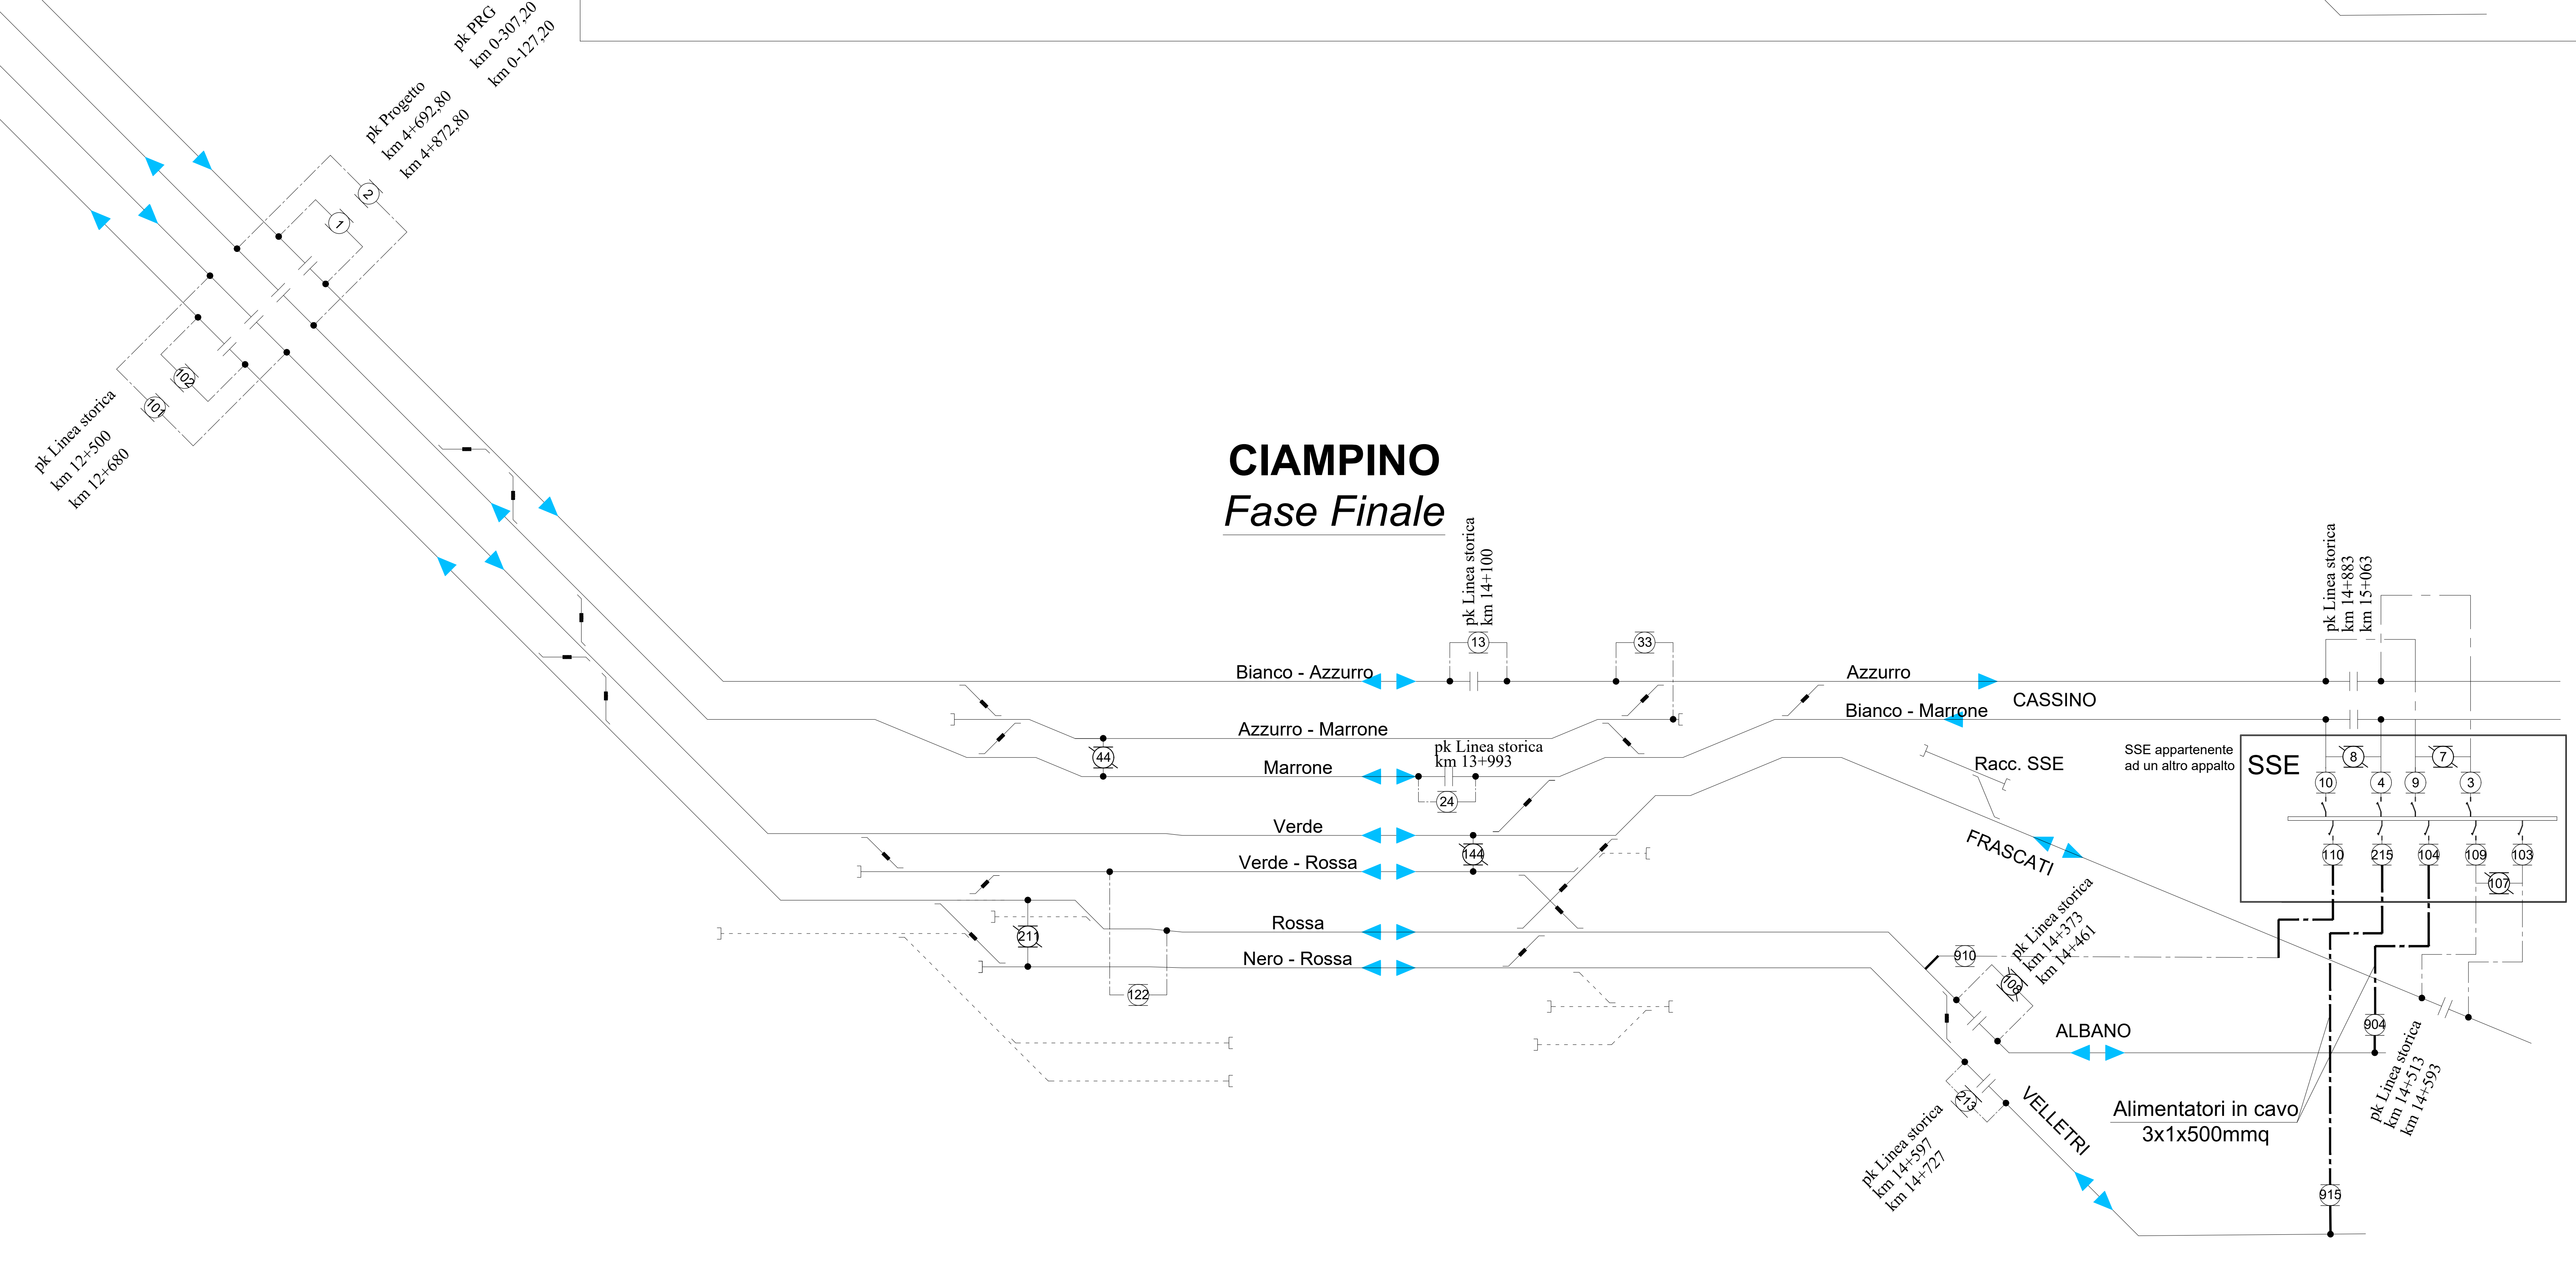 pk PRG
km 0-307,20
km 0-127,20
pk Progetto
km 4+692,80
km 4+872,80
2
1
102
101
pk Linea storica
km 12+500
km 12+680
CIAMPINO
Fase Finale
pk Linea storica
km 14+100
13
33
Bianco - Azzurro
Azzurro
CASSINO
Bianco - Marrone
pk Linea storica
km 14+883
km 15+063
Azzurro - Marrone
44
Marrone
pk Linea storica
km 13+993
24
Racc. SSE
SSE appartenente
ad un altro appalto
SSE
8
7
10
4
9
3
110
215
104
109
103
107
Verde
144
Verde - Rossa
FRASCATI
Rossa
211
Nero - Rossa
122
910
108
pk Linea storica
km 14+373
km 14+461
ALBANO
904
pk Linea storica
km 14+513
km 14+593
213
pk Linea storica
km 14+597
km 14+727
VELLETRI
Alimentatori in cavo
3x1x500mmq
915